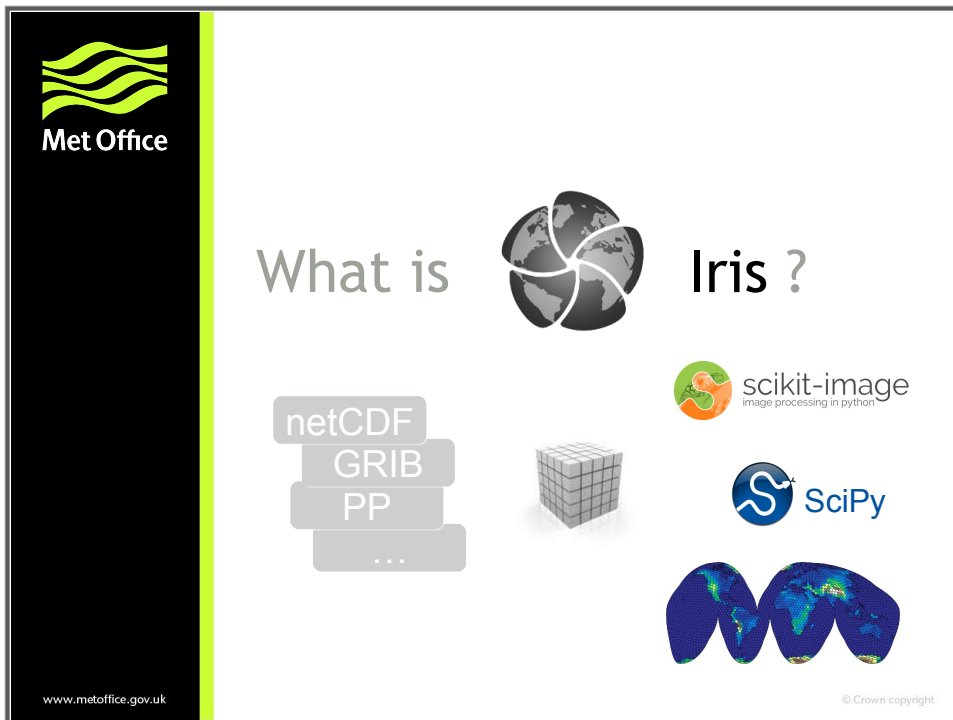 Met Office
What is Iris ?
scikit-image
image processing in python
netCDF
GRIB
PP
...
SciPy
www.metoffice.gov.uk
© Crown copyright